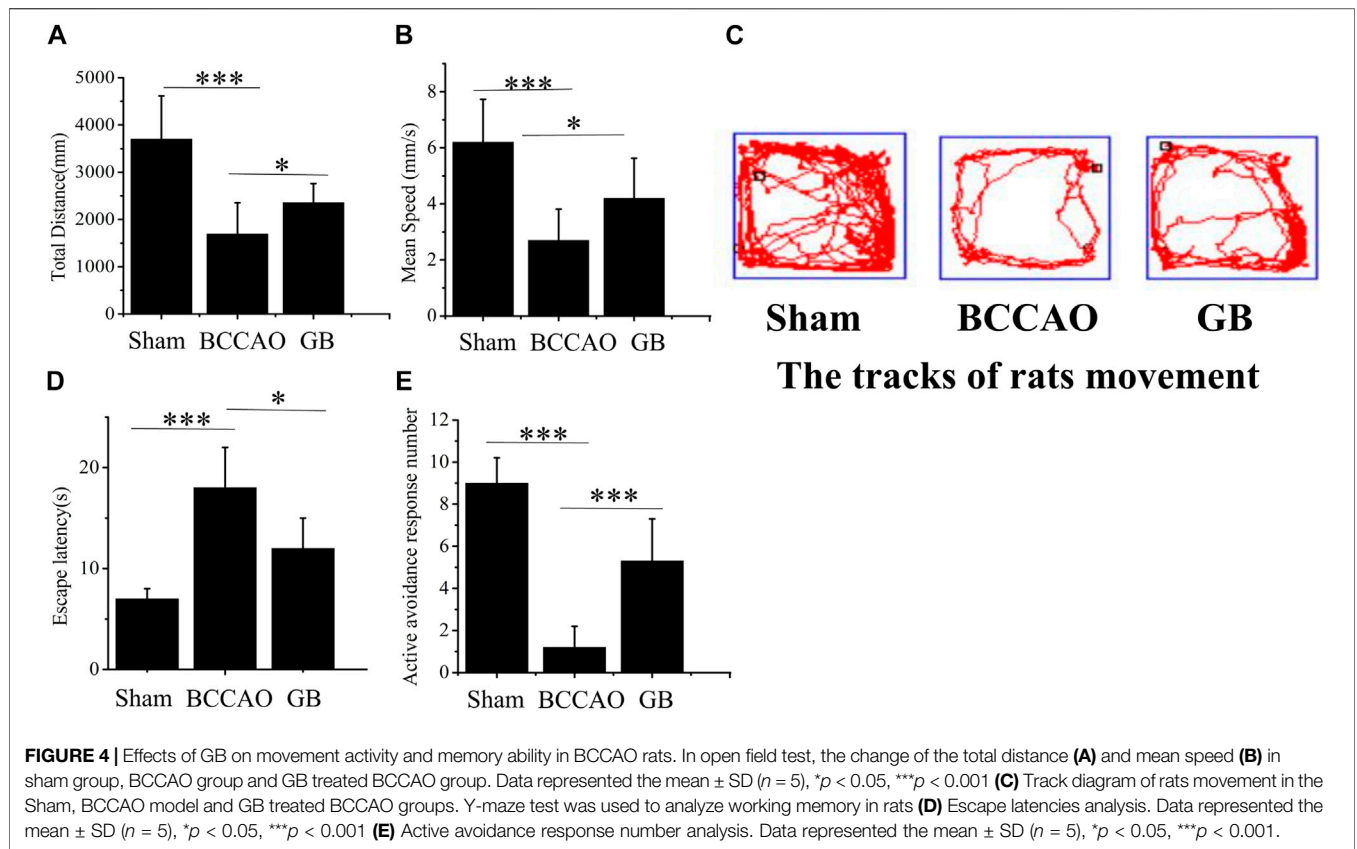 A
Total Distance(mm)
5000
4000
3000
2000
1000
0
***
*
Sham BCCAO GB
B
Mean Speed (mm/s)
8
6
4
2
0
***
*
Sham BCCAO GB
C
Sham BCCAO GB
The tracks of rats movement
D
Escape latency(s)
20
10
0
***
*
Sham BCCAO GB
E
Active avoidance response number
12
10
8
6
4
2
0
***
***
Sham BCCAO GB
FIGURE 4 | Effects of GB on movement activity and memory ability in BCCAO rats. In open field test, the change of the total distance (A) and mean speed (B) in
sham group, BCCAO group and GB treated BCCAO group. Data represented the mean ± SD (n = 5), *p < 0.05, ***p < 0.001 (C) Track diagram of rats movement in the
Sham, BCCAO model and GB treated BCCAO groups. Y-maze test was used to analyze working memory in rats (D) Escape latencies analysis. Data represented the
mean ± SD (n = 5), *p < 0.05, ***p < 0.001 (E) Active avoidance response number analysis. Data represented the mean ± SD (n = 5), *p < 0.05, ***p < 0.001.